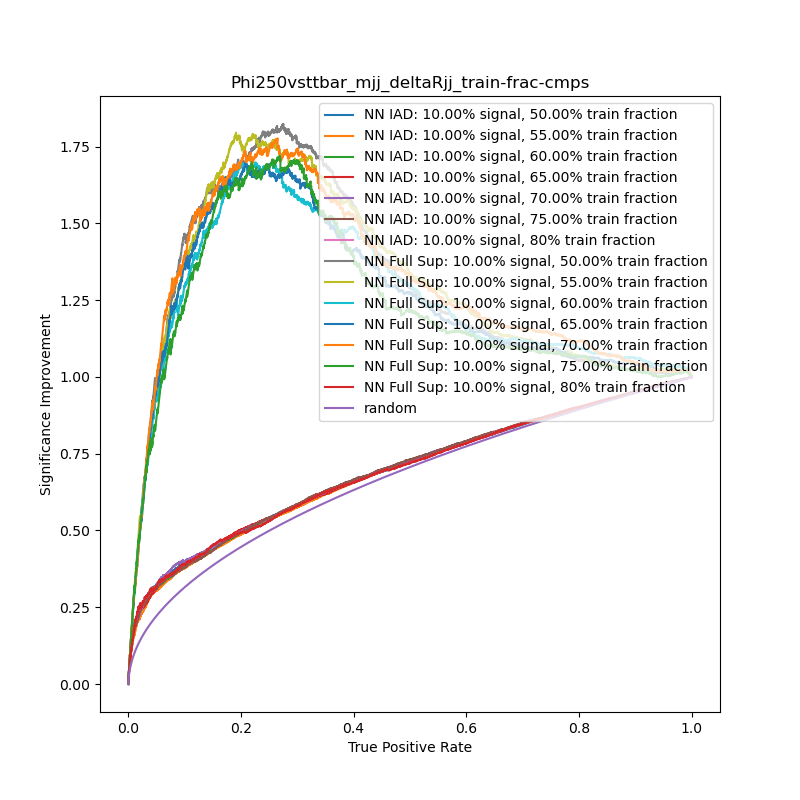 Phi250vsttbar_mjj_deltaRjj_train-frac-cmps
NN IAD: 10.00% signal, 50.00% train fraction
NN IAD: 10.00% signal, 55.00% train fraction
NN IAD: 10.00% signal, 60.00% train fraction
NN IAD: 10.00% signal, 65.00% train fraction
NN IAD: 10.00% signal, 70.00% train fraction
NN IAD: 10.00% signal, 75.00% train fraction
NN IAD: 10.00% signal, 80% train fraction
NN Full Sup: 10.00% signal, 50.00% train fraction
NN Full Sup: 10.00% signal, 55.00% train fraction
NN Full Sup: 10.00% signal, 60.00% train fraction
NN Full Sup: 10.00% signal, 65.00% train fraction
NN Full Sup: 10.00% signal, 70.00% train fraction
NN Full Sup: 10.00% signal, 75.00% train fraction
NN Full Sup: 10.00% signal, 80% train fraction
random
1.75
1.50
1.25
1.00
0.75
0.50
0.25
0.00
Significance Improvement
0.0 0.2 0.4 0.6 0.8 1.0
True Positive Rate